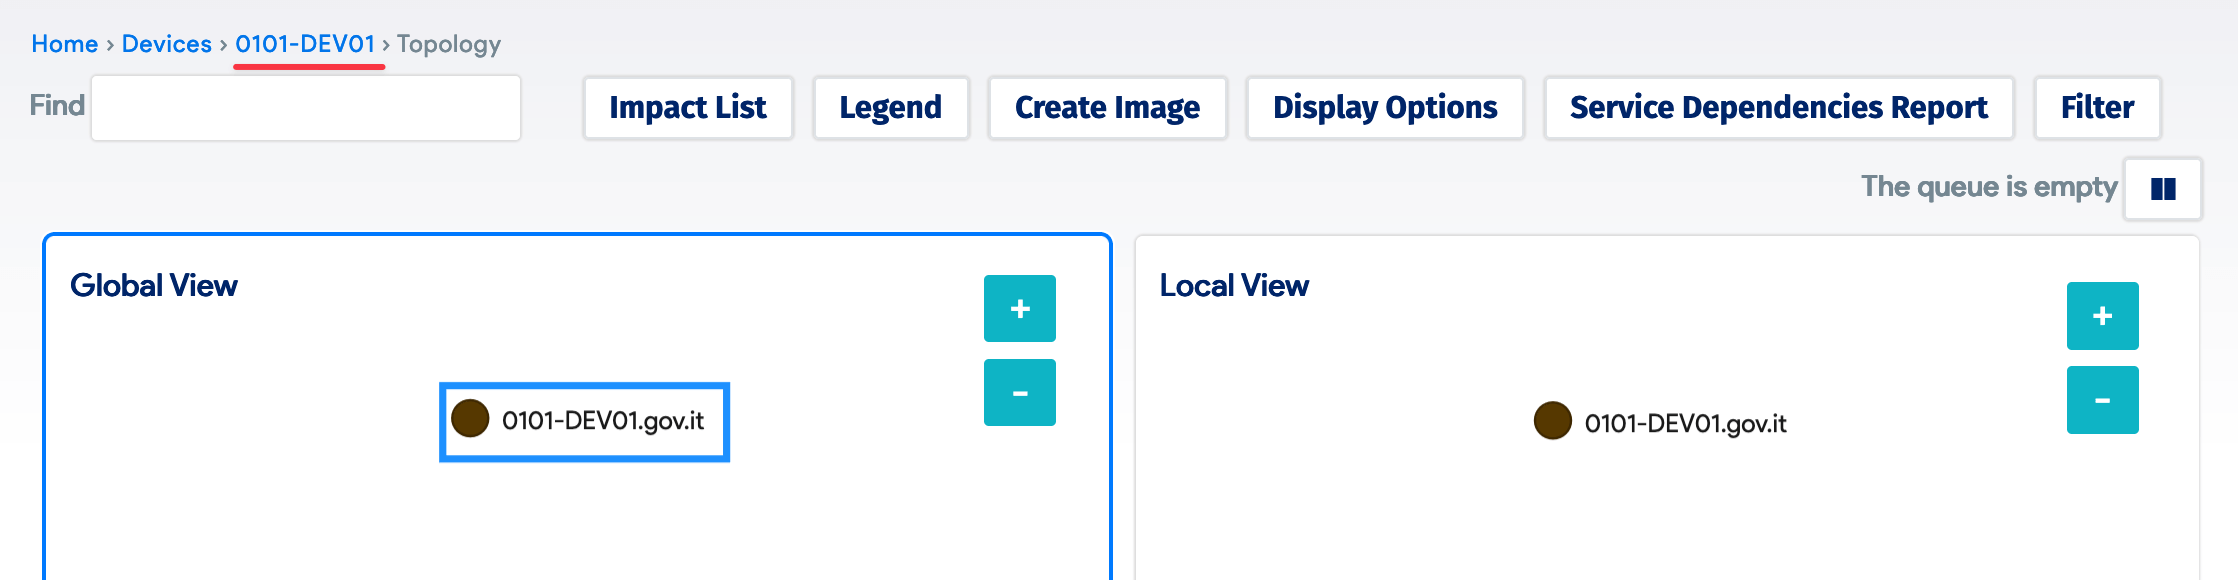 Home › Devices › 0101-DEV01 › Topology
Find
Impact List
Legend
Create Image
Display Options
Service Dependencies Report
Filter
The queue is empty
Global View
+
-
0101-DEV01.gov.it
Local View
+
-
0101-DEV01.gov.it